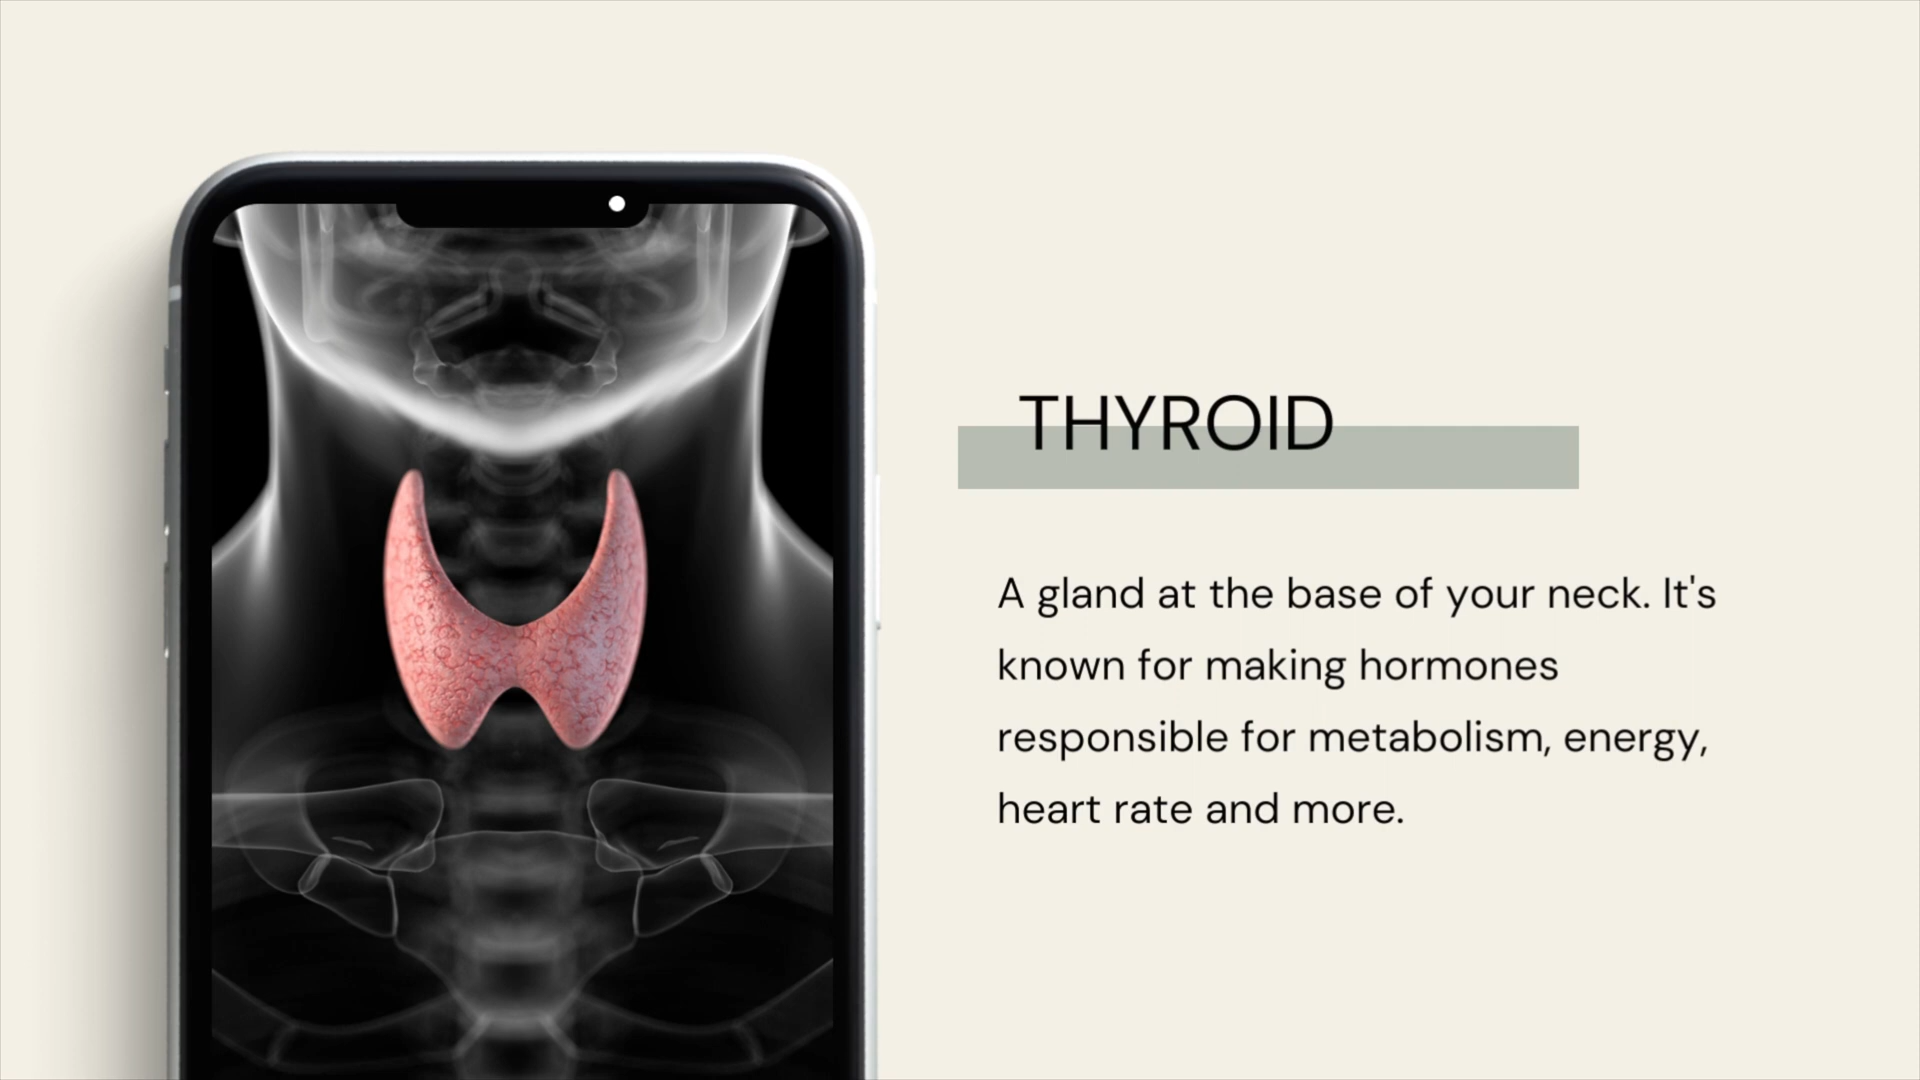 THYROID
A gland at the base of your neck. It's
known for making hormones
responsible for metabolism, energy,
heart rate and more.